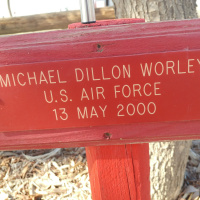 MICHAEL DILLON WORLEY
U.S. AIR FORCE
13 MAY 2000